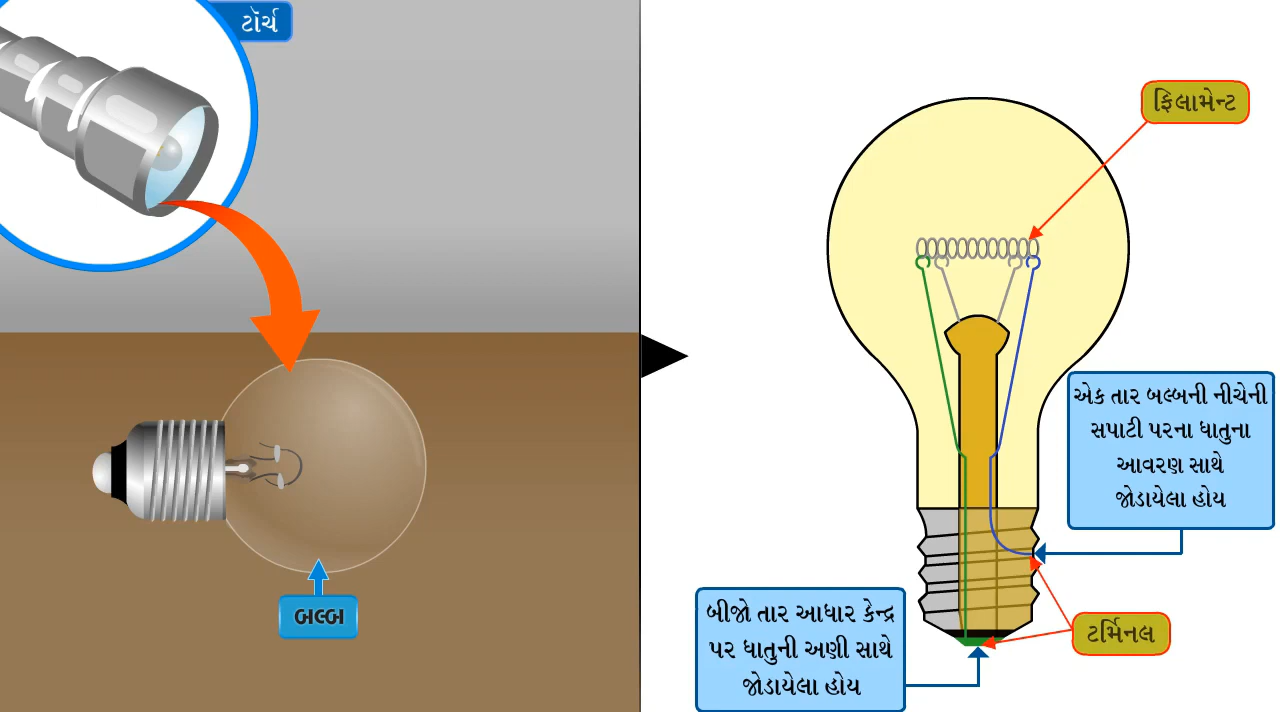 ટૉર્ચ
બલ્બ
ફિલામેન્ટ
એક તાર બલ્બની નીચેની
સપાટી પરના ધાતુના
આવરણ સાથે
જોડાયેલા હોય
બીજો તાર આધાર કેન્દ્ર
પર ધાતુની અણી સાથે
જોડાયેલા હોય
ટર્મિનલ